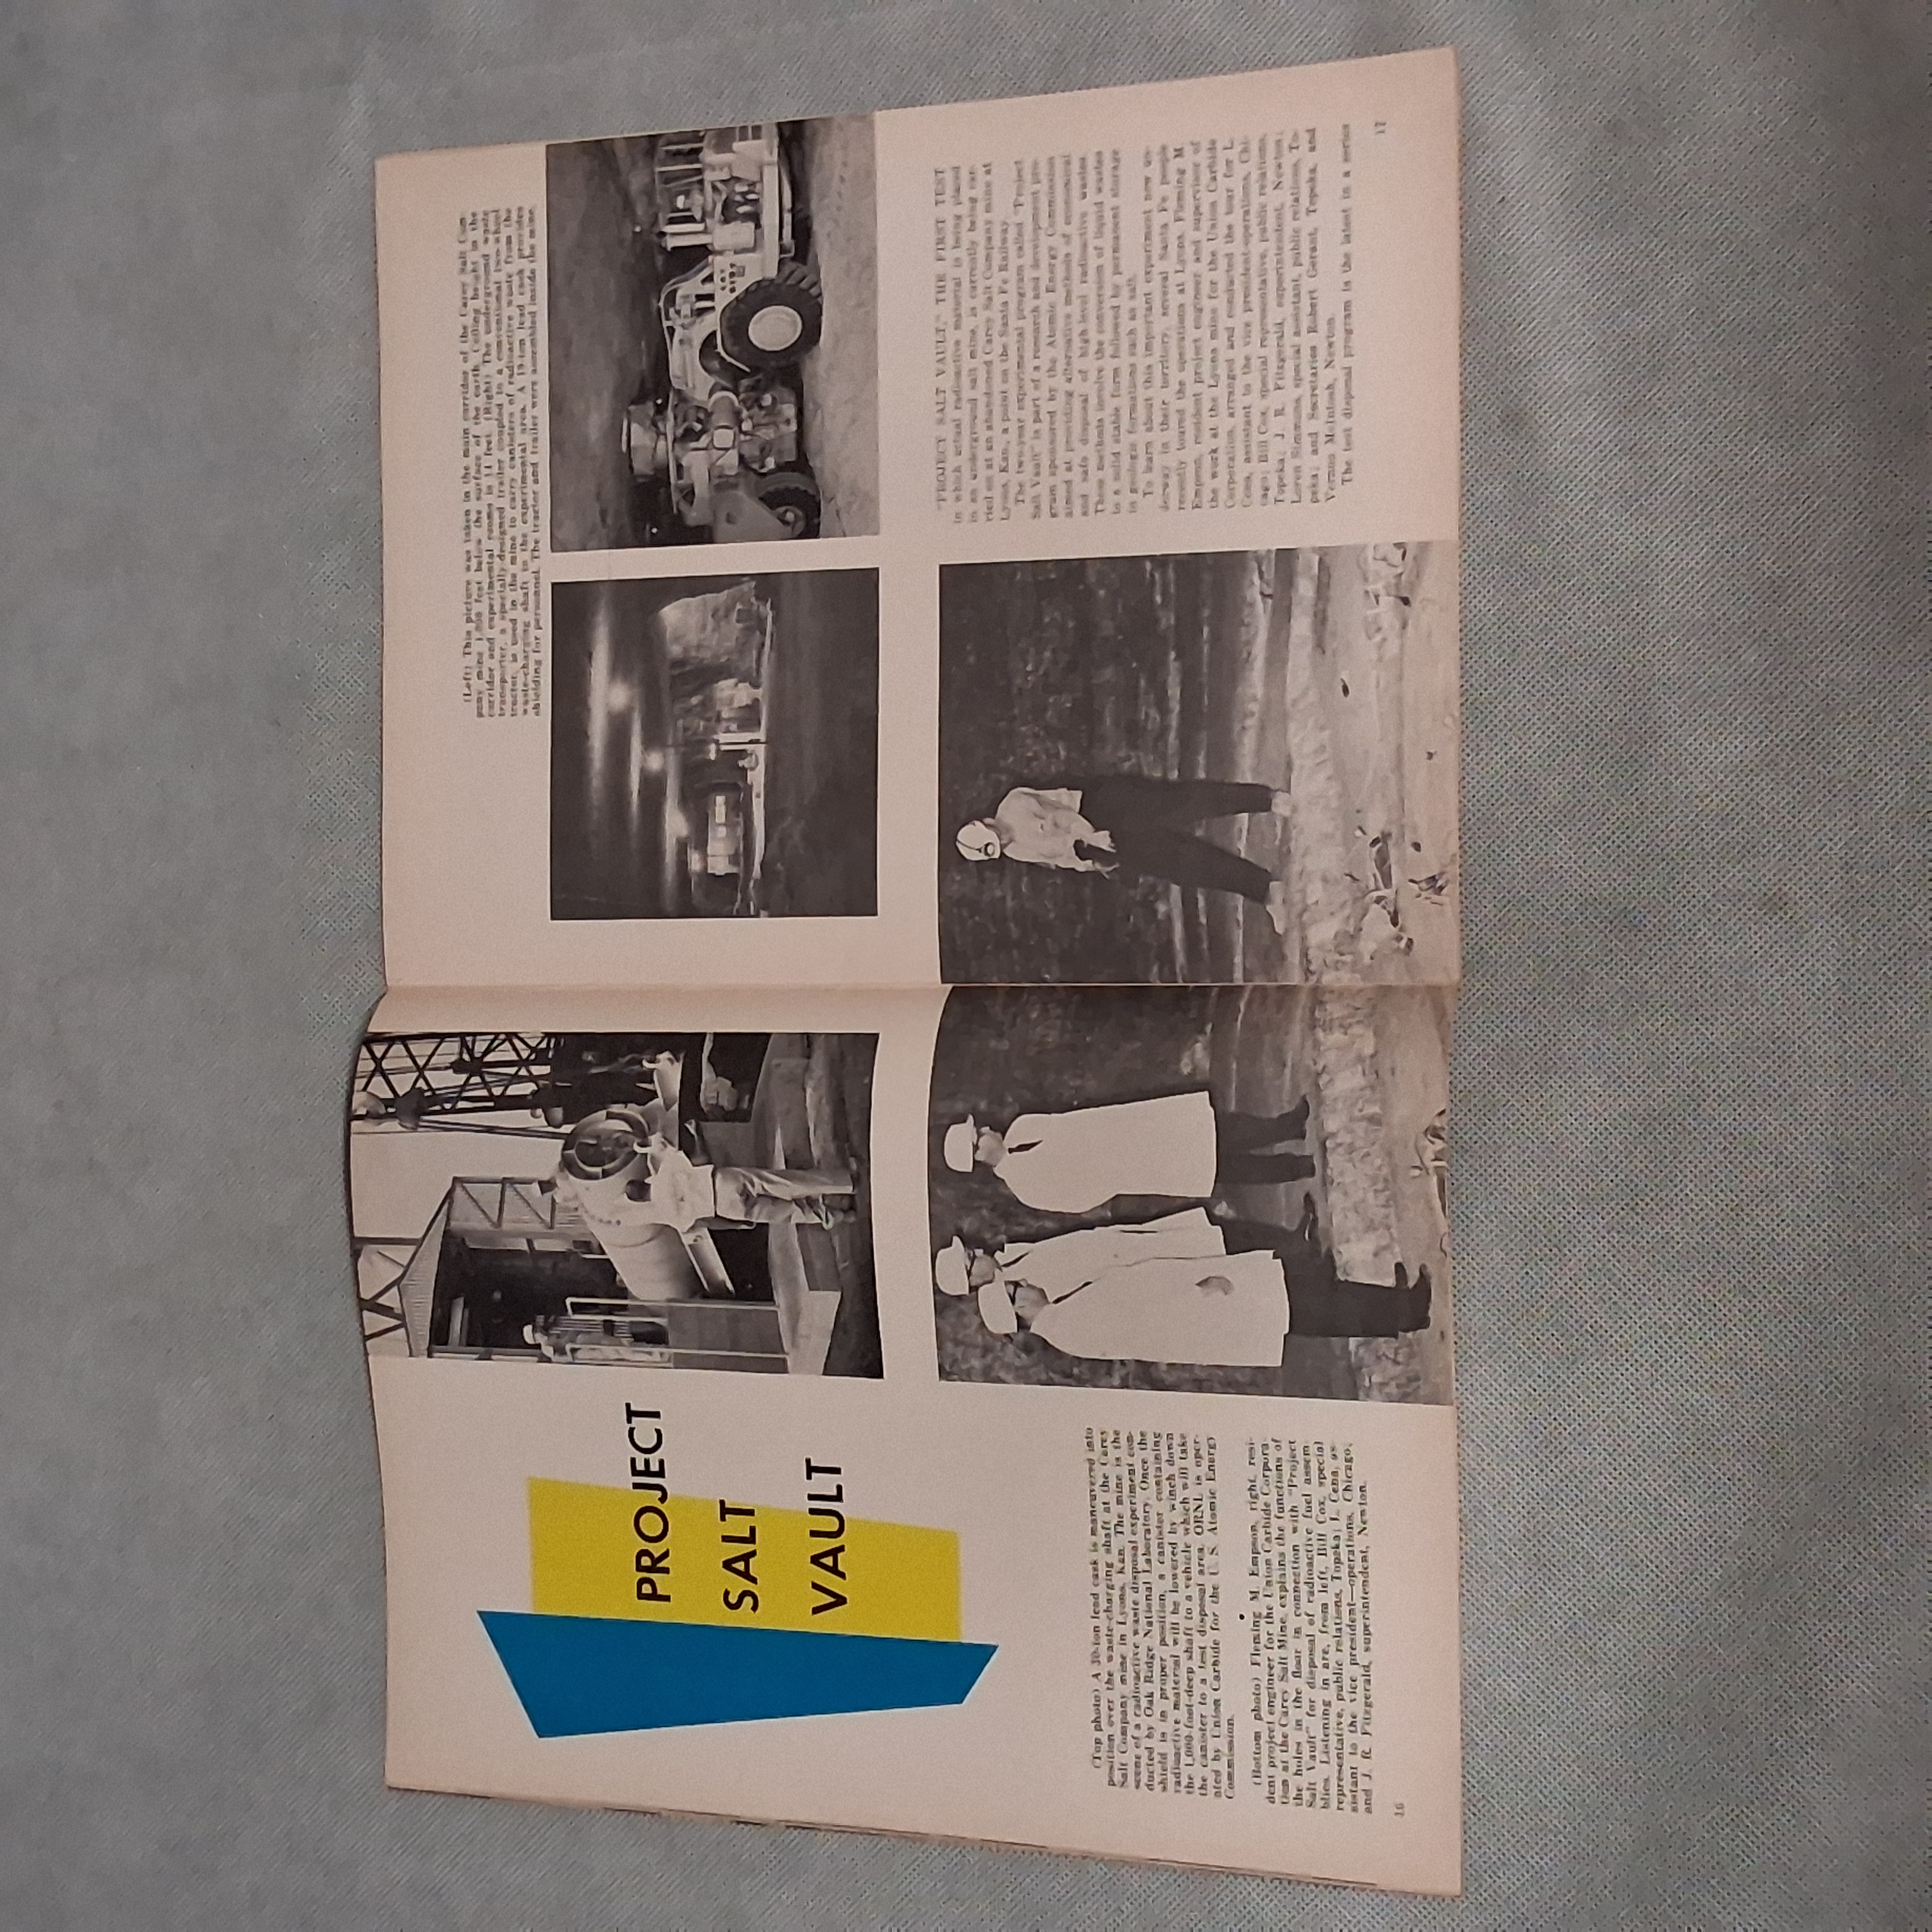 PROJECT
SALT
VAULT
(Top photo) A 30-ton lead cask is maneuvered into
position over the waste-charging shaft at the Carey
Salt Company mine in Lyons, Kan. The mine is the
scene of a radioactive waste disposal experiment con-
ducted by Oak Ridge National Laboratory. Once the
shield is in proper position, a canister containing
radioactive material will be lowered by winch down
the 1,000-foot-deep shaft to a vehicle which will take
the canister to a test disposal area. ORNL is oper-
ated by Union Carbide for the U. S. Atomic Energy
Commission.
(Bottom photo) Fleming M. Empson, right, resi-
dent project engineer for the Union Carbide Corpora-
tion at the Carey Salt Mine, explains the functions of
the holes in the floor in connection with "Project
Salt Vault" for disposal of radioactive fuel assem-
blies. Listening in are, from left, Bill Cox, special
representative, public relations, Topeka; L. Cena, as-
sistant to the vice president—operations, Chicago;
and J. R. Fitzgerald, superintendent, Newton.
16
(Left) This picture was taken in the main corridor of the Carey Salt Com-
pany mine 1,000 feet below the surface of the earth. Ceiling height in the
corridor and experimental rooms is 14 feet. (Right) The underground waste
transporter, a specially-designed trailer coupled to a conventional two-wheel
tractor, is used in the mine to carry canisters of radioactive waste from the
waste-charging shaft to the experimental area. A 19-ton lead cask provides
shielding for personnel. The tractor and trailer were assembled inside the mine.
"PROJECT SALT VAULT," THE FIRST TEST
in which actual radioactive material is being placed
in an underground salt mine, is currently being car-
ried on at an abandoned Carey Salt Company mine at
Lyons, Kan., a point on the Santa Fe Railway.
The two-year experimental program called "Project
Salt Vault" is part of a research and development pro-
gram sponsored by the Atomic Energy Commission
aimed at providing alternative methods of economical
and safe disposal of high level radioactive wastes.
These methods involve the conversion of liquid wastes
to a solid stable form followed by permanent storage
in geologic formations such as salt.
To learn about this important experiment now un-
derway in their territory, several Santa Fe people
recently toured the operations at Lyons. Fleming M.
Empson, resident project engineer and supervisor of
the work at the Lyons mine for the Union Carbide
Corporation, arranged and conducted the tour for L.
Cena, assistant to the vice president-operations, Chi-
cago; Bill Cox, special representative, public relations,
Topeka; J. R. Fitzgerald, superintendent, Newton;
Loren Simmons, special assistant, public relations, To-
peka; and Secretaries Robert Gerant, Topeka, and
Vernon McIntosh, Newton.
The test disposal program is the latest in a series
17